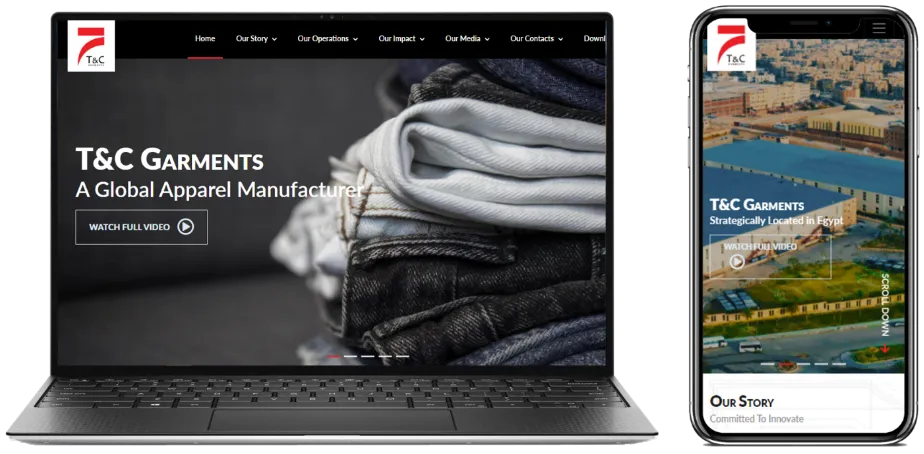 T&C
Home
Our Story
Our Operations
Our Impact
Our Media
Our Contacts
Downl
T&C GARMENTS
A Global Apparel Manufacturer
WATCH FULL VIDEO
T&C
T&C GARMENTS
Strategically Located in Egypt
WATCH FULL VIDEO
SCROLL DOWN
OUR STORY
Committed To Innovate